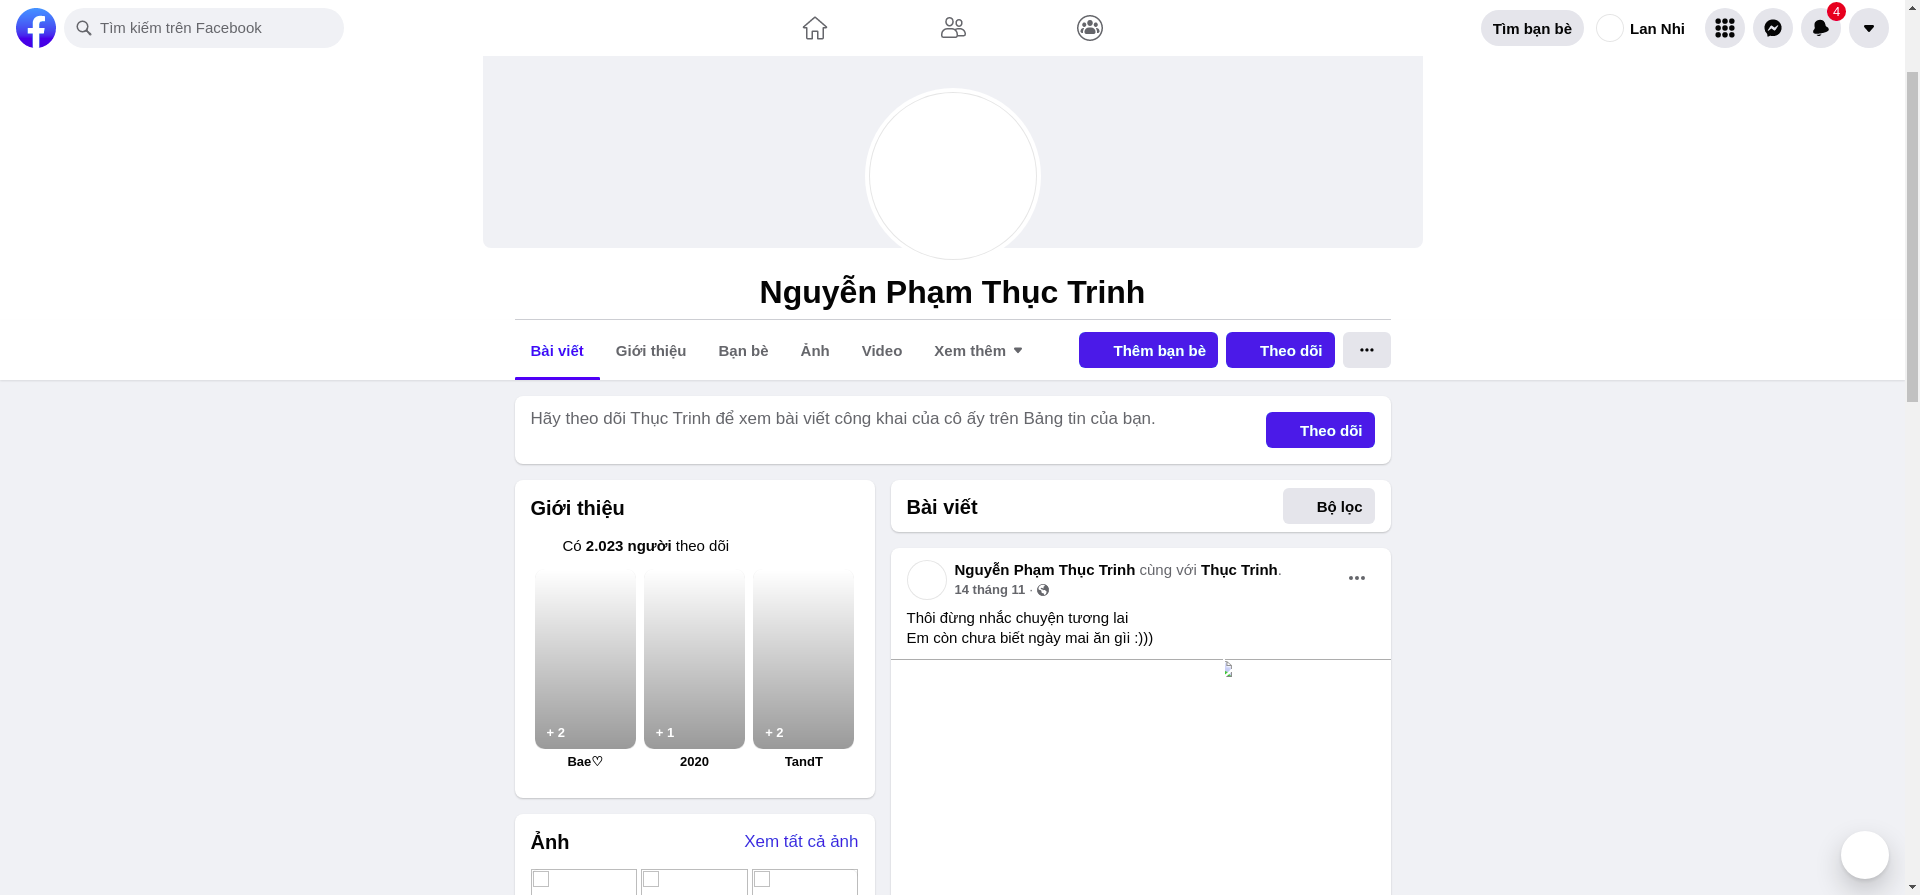 Tìm kiếm trên Facebook
Tìm bạn bè
Lan Nhi
4
Nguyễn Phạm Thục Trinh
Bài viết
Giới thiệu
Bạn bè
Ảnh
Video
Xem thêm
Thêm bạn bè
Theo dõi
Hãy theo dõi Thục Trinh để xem bài viết công khai của cô ấy trên Bảng tin của bạn.
Theo dõi
Giới thiệu
Có 2.023 người theo dõi
+ 2
+ 1
+ 2
Bae♡
2020
TandT
Ảnh
Xem tất cả ảnh
Bài viết
Bộ lọc
Nguyễn Phạm Thục Trinh cùng với Thục Trinh.
14 tháng 11 ·
Thôi đừng nhắc chuyện tương lai
Em còn chưa biết ngày mai ăn gìi :)))